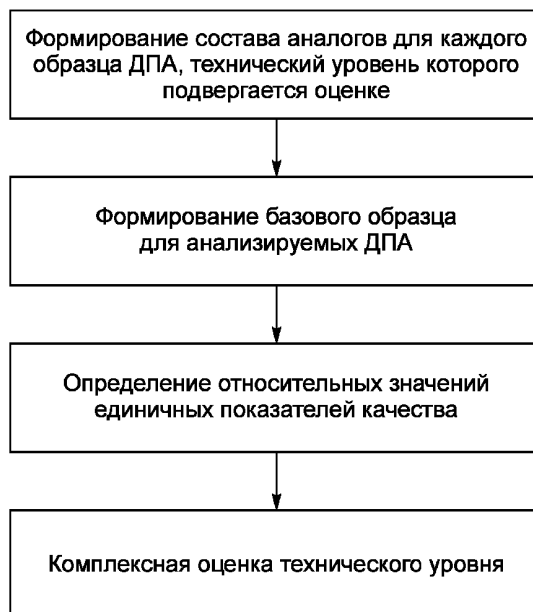 Формирование состава аналогов для каждого
образца ДПА, технический уровень которого
подвергается оценке
Формирование базового образца
для анализируемых ДПА
Определение относительных значений
единичных показателей качества
Комплексная оценка технического уровня